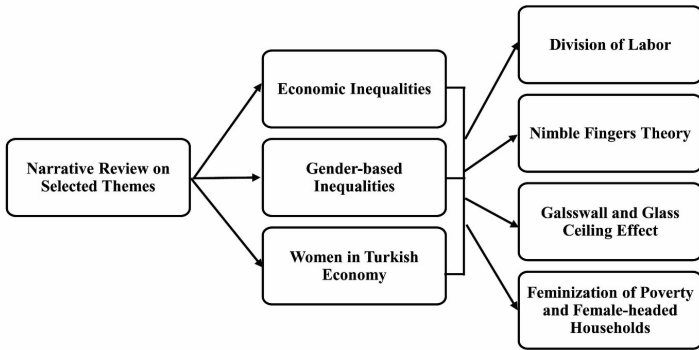 Narrative Review on
Selected Themes
Economic Inequalities
Gender-based
Inequalities
Women in Turkish
Economy
Division of Labor
Nimble Fingers Theory
Galsswall and Glass
Ceiling Effect
Feminization of Poverty
and Female-headed
Households